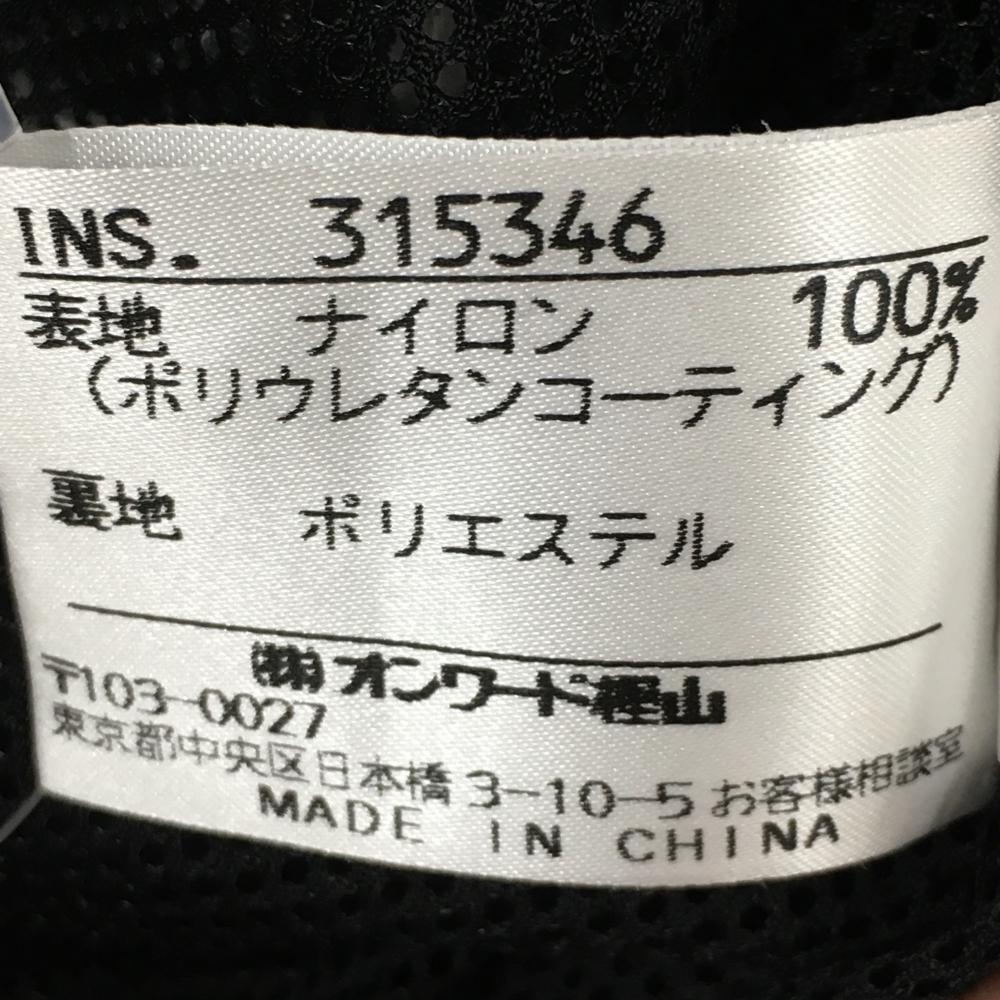 INS. 315346
表地 ナイロン 100%
(ポリウレタンコーティング)
裏地 ポリエステル
㈱オンワード樫山
〒103-0027
東京都中央区日本橋3-10-5お客様相談室
MADE IN CHINA